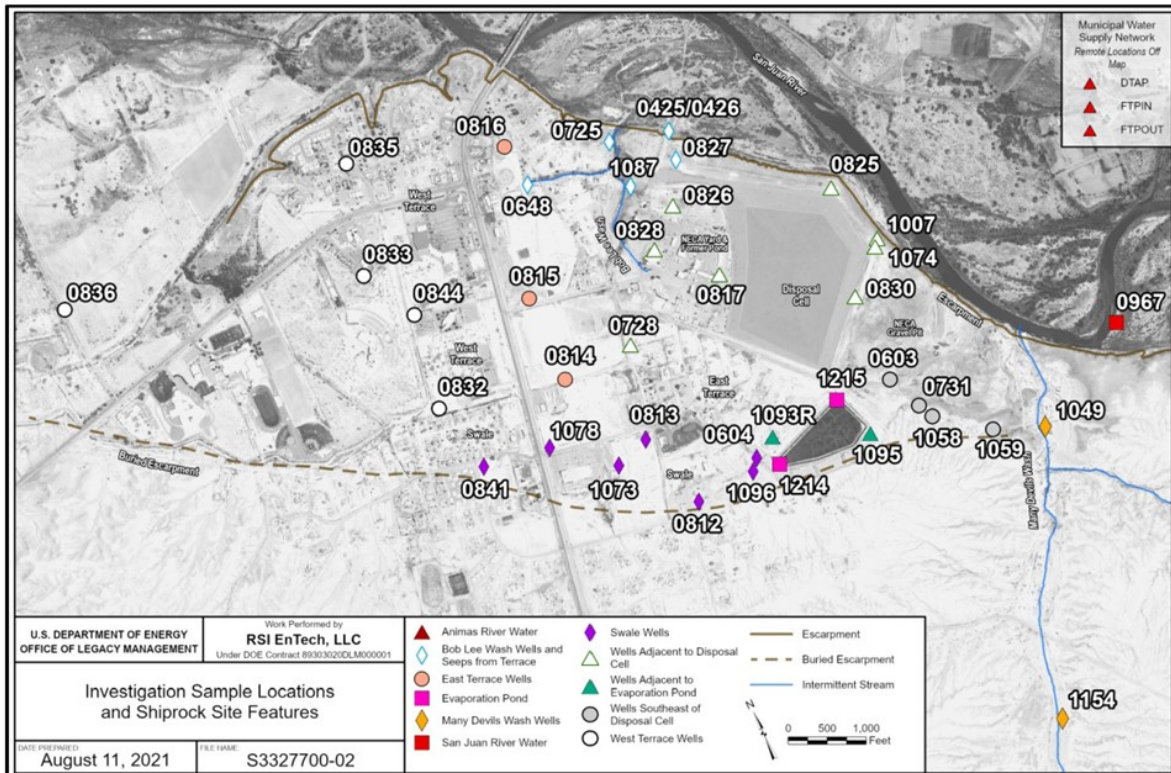 Municipal Water
Supply Network
Remote Locations Off
Map
DTAP
FTPIN
FTPOUT
San Juan River
0425/0426
0816
0725
0827
0835
1087
0825
West
Terrace
0648
0826
1007
0828
NECA Yard &
Former Pond
1074
Bob Lee Wash
0833
0815
0817
Disposal
Cell
0830
Escarpment
0836
0844
NECA
Gravel Pit
0967
0728
West
Terrace
0814
East
Terrace
0603
1215
0731
0832
0813
1093R
1078
0604
1049
Swale
1058
1059
Buried Escarpment
1095
0841
1073
Swale
1214
1096
Many Devils Wash
0812
1154
U.S. DEPARTMENT OF ENERGY
OFFICE OF LEGACY MANAGEMENT
Work Performed by
RSI EnTech, LLC
Under DOE Contract 89303020DLM000001
Investigation Sample Locations
and Shiprock Site Features
DATE PREPARED:
August 11, 2021
FILE NAME:
S3327700-02
Animas River Water
Bob Lee Wash Wells and
Seeps from Terrace
East Terrace Wells
Evaporation Pond
Many Devils Wash Wells
San Juan River Water
Swale Wells
Wells Adjacent to Disposal
Cell
Wells Adjacent to
Evaporation Pond
Wells Southeast of
Disposal Cell
West Terrace Wells
Escarpment
Buried Escarpment
Intermittent Stream
N
0 500 1,000
Feet